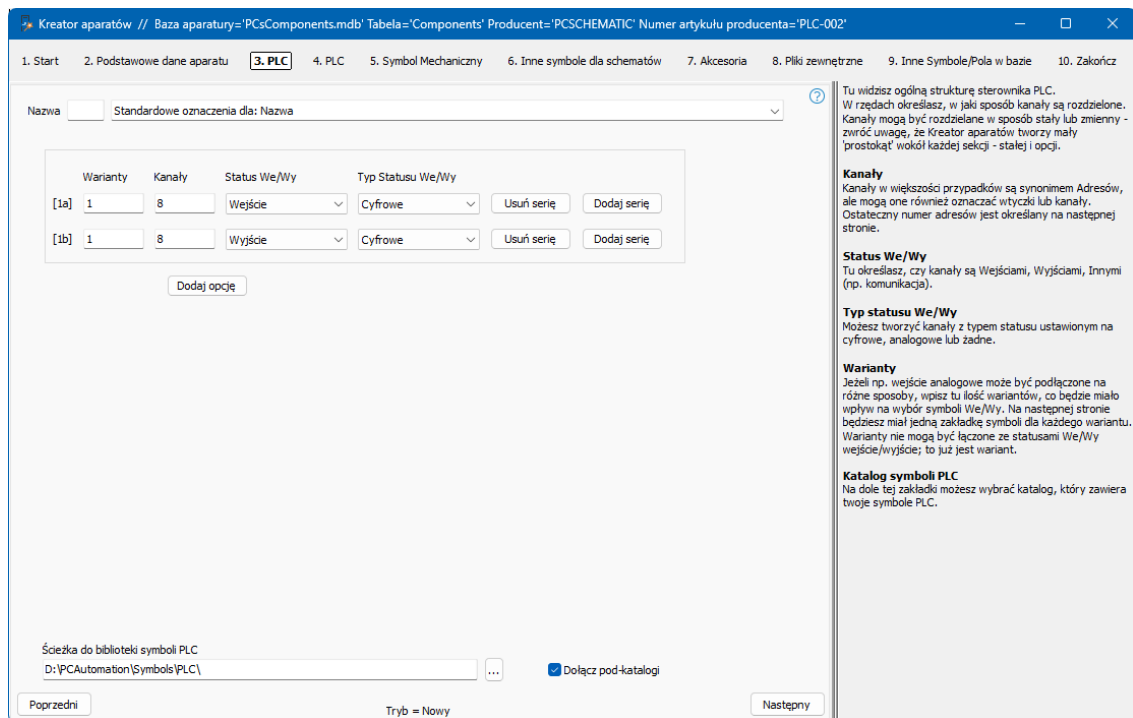 Kreator aparatów // Baza aparatury='PCsComponents.mdb' Tabela='Components' Producent='PCSCHEMATIC' Numer artykułu producenta='PLC-002'
1. Start 2. Podstawowe dane aparatu 3. PLC 4. PLC 5. Symbol Mechaniczny 6. Inne symbole dla schematów 7. Akcesoria 8. Pliki zewnętrzne 9. Inne Symbole/Pola w bazie 10. Zakończ
Nazwa Standardowe oznaczenia dla: Nazwa
Warianty Kanały Status We/Wy Typ Statusu We/Wy
[1a] 1 8 Wejście Cyfrowe Usuń serię Dodaj serię
[1b] 1 8 Wyjście Cyfrowe Usuń serię Dodaj serię
Dodaj opcję
Ścieżka do biblioteki symboli PLC
D:\PCAutomation\Symbols\PLC\ ... Dołącz pod-katalogi
Poprzedni Tryb = Nowy Następny
?
Tu widzisz ogólną strukturę sterownika PLC.
W rzędach określasz, w jaki sposób kanały są rozdzielone.
Kanały mogą być rozdzielane w sposób stały lub zmienny -
zwróć uwagę, że Kreator aparatów tworzy mały
'prostokąt' wokół każdej sekcji - stałej i opcji.
Kanały
Kanały w większości przypadków są synonimem Adresów,
ale mogą one również oznaczać wtyczki lub kanały.
Ostateczny numer adresów jest określany na następnej
stronie.
Status We/Wy
Tu określasz, czy kanały są Wejściami, Wyjściami, Innymi
(np. komunikacja).
Typ statusu We/Wy
Możesz tworzyć kanały z typem statusu ustawionym na
cyfrowe, analogowe lub żadne.
Warianty
Jeżeli np. wejście analogowe może być podłączone na
różne sposoby, wpisz tu ilość wariantów, co będzie miało
wpływ na wybór symboli We/Wy. Na następnej stronie
będziesz miał jedną zakładkę symboli dla każdego wariantu.
Warianty nie mogą być łączone ze statusami We/Wy
wejście/wyjście; to już jest wariant.
Katalog symboli PLC
Na dole tej zakładki możesz wybrać katalog, który zawiera
twoje symbole PLC.